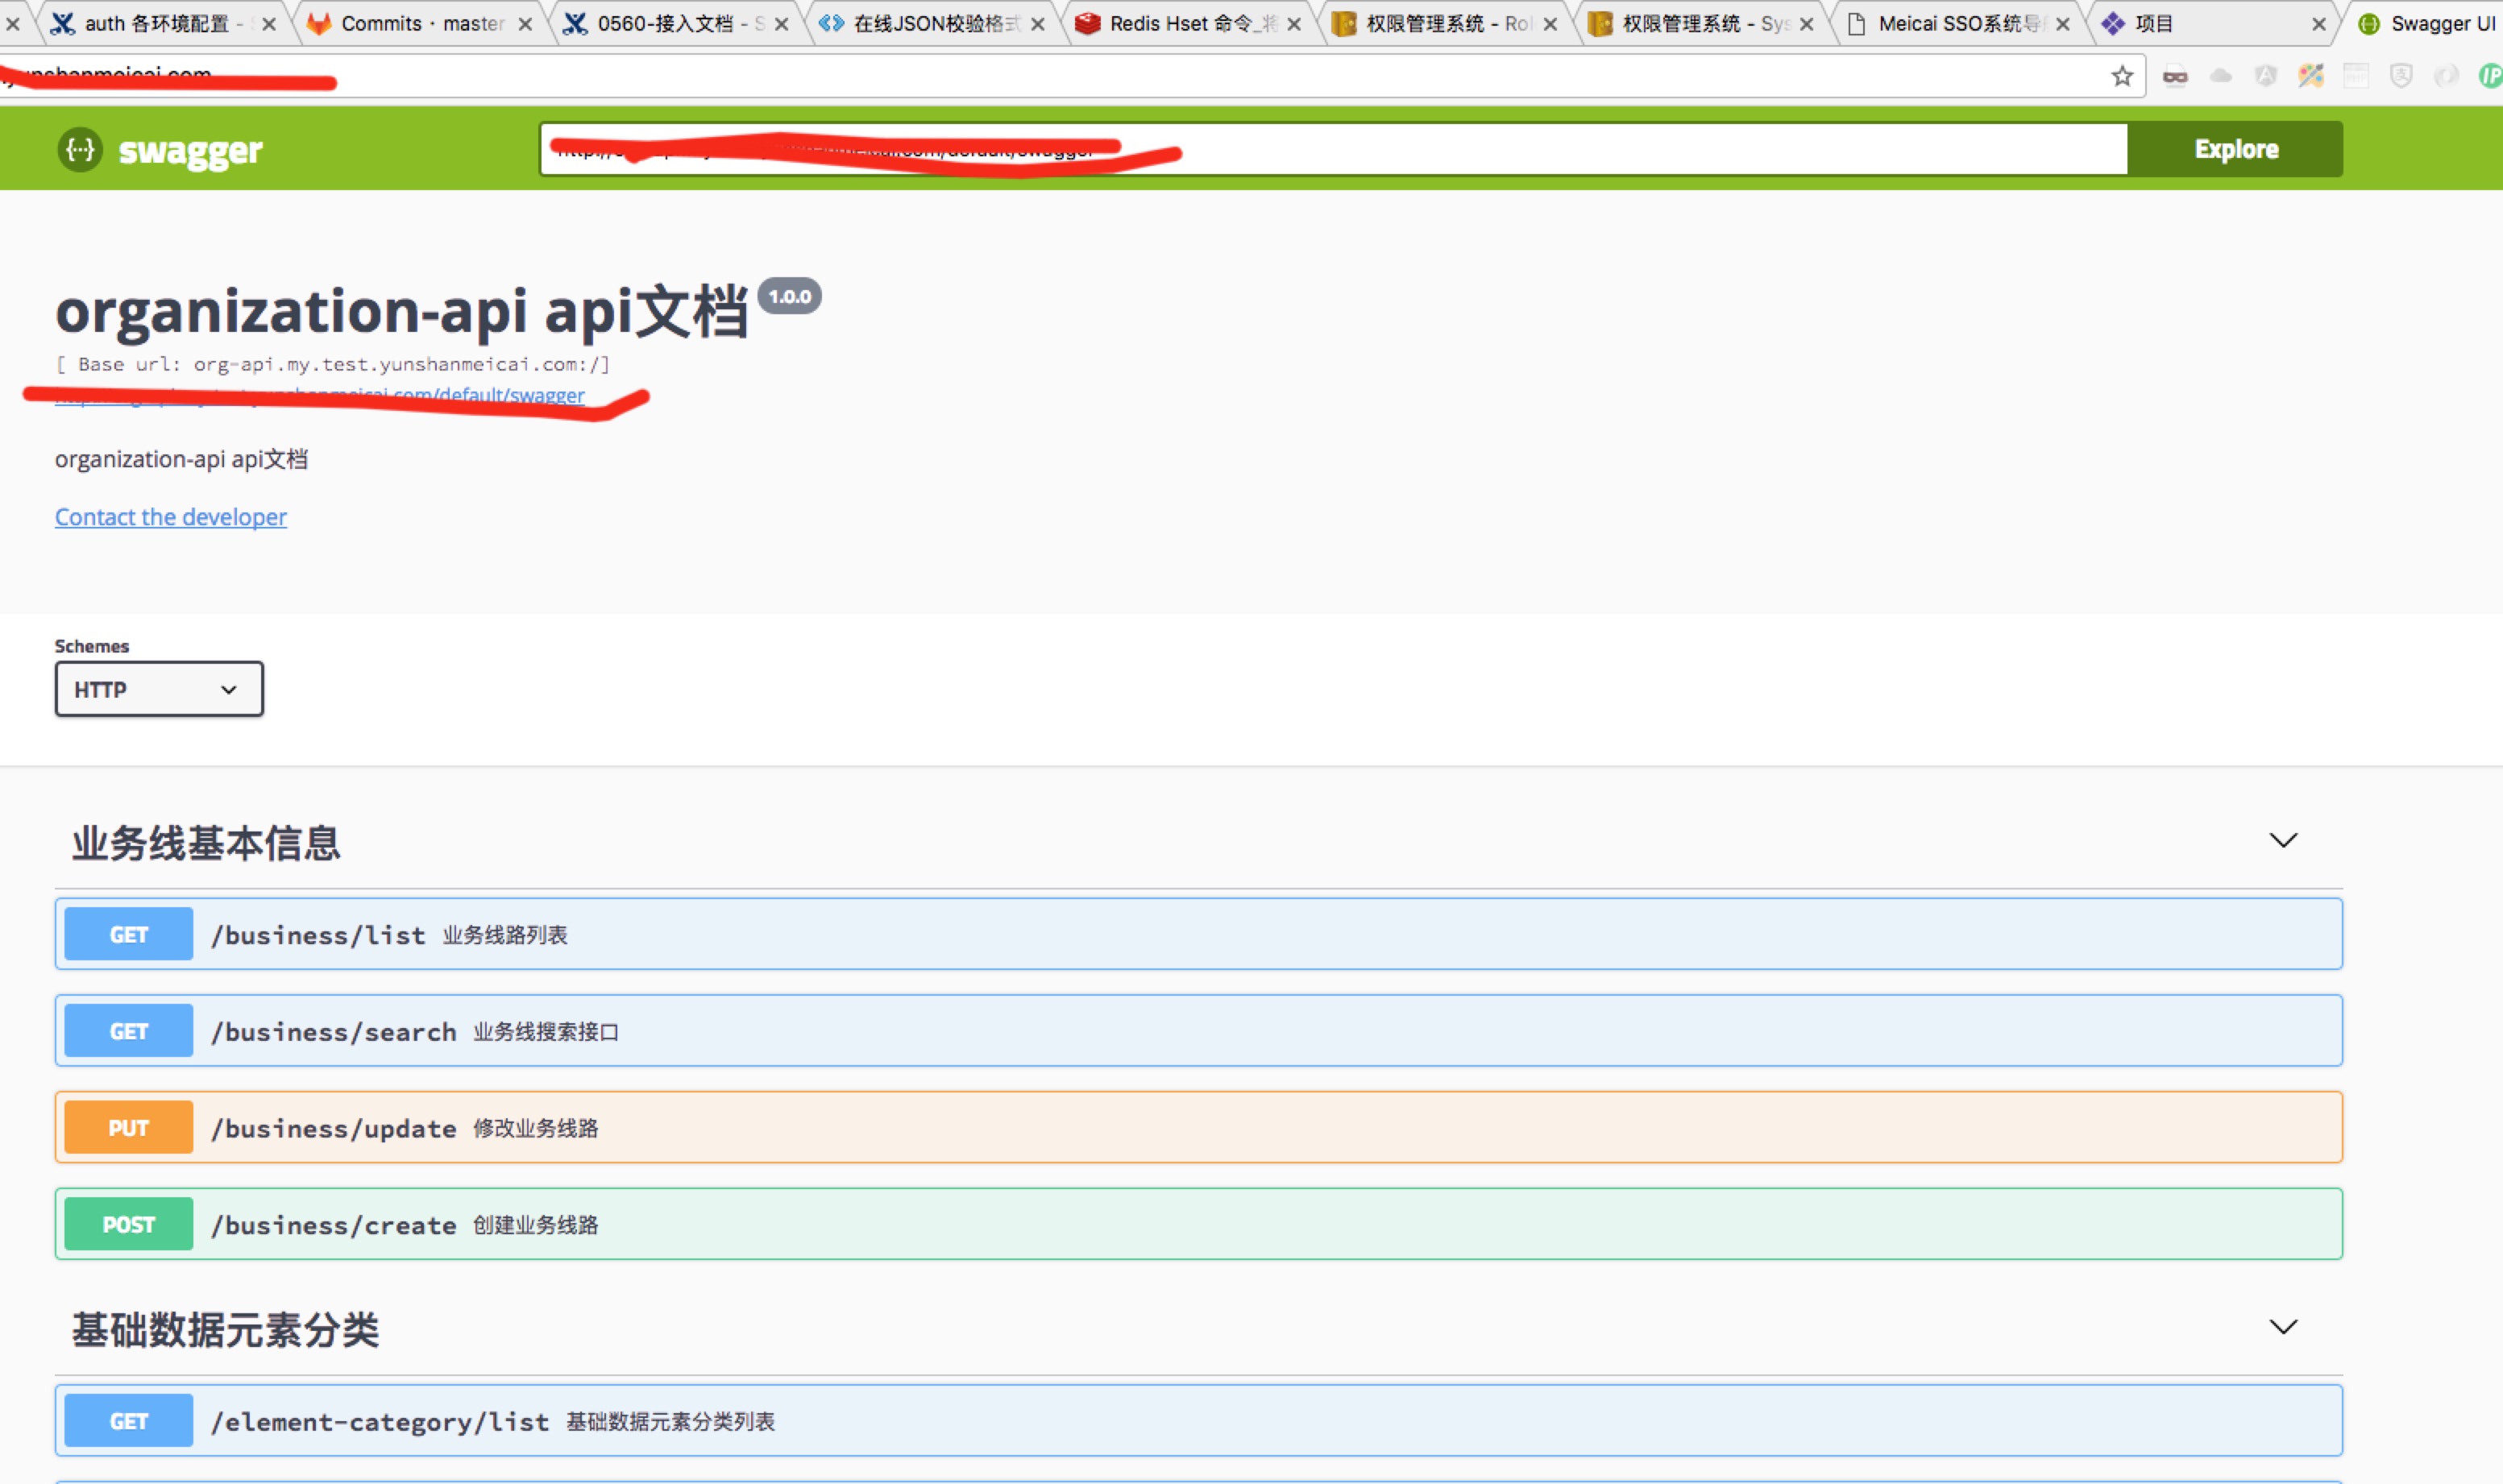 auth 各环境配置 -
Commits · master
0560-接入文档 - S
在线JSON校验格式
Redis Hset 命令_将
权限管理系统 - Rol
权限管理系统 - Sys
Meicai SSO系统导
项目
Swagger UI
yunshanmeicai.com
IP
swagger
Explore
organization-api api文档 1.0.0
[ Base url: org-api.my.test.yunshanmeicai.com:/]
yunshanmeicai.com/default/swagger
organization-api api文档
Contact the developer
Schemes
HTTP
业务线基本信息
GET /business/list 业务线路列表
GET /business/search 业务线搜索接口
PUT /business/update 修改业务线路
POST /business/create 创建业务线路
基础数据元素分类
GET /element-category/list 基础数据元素分类列表